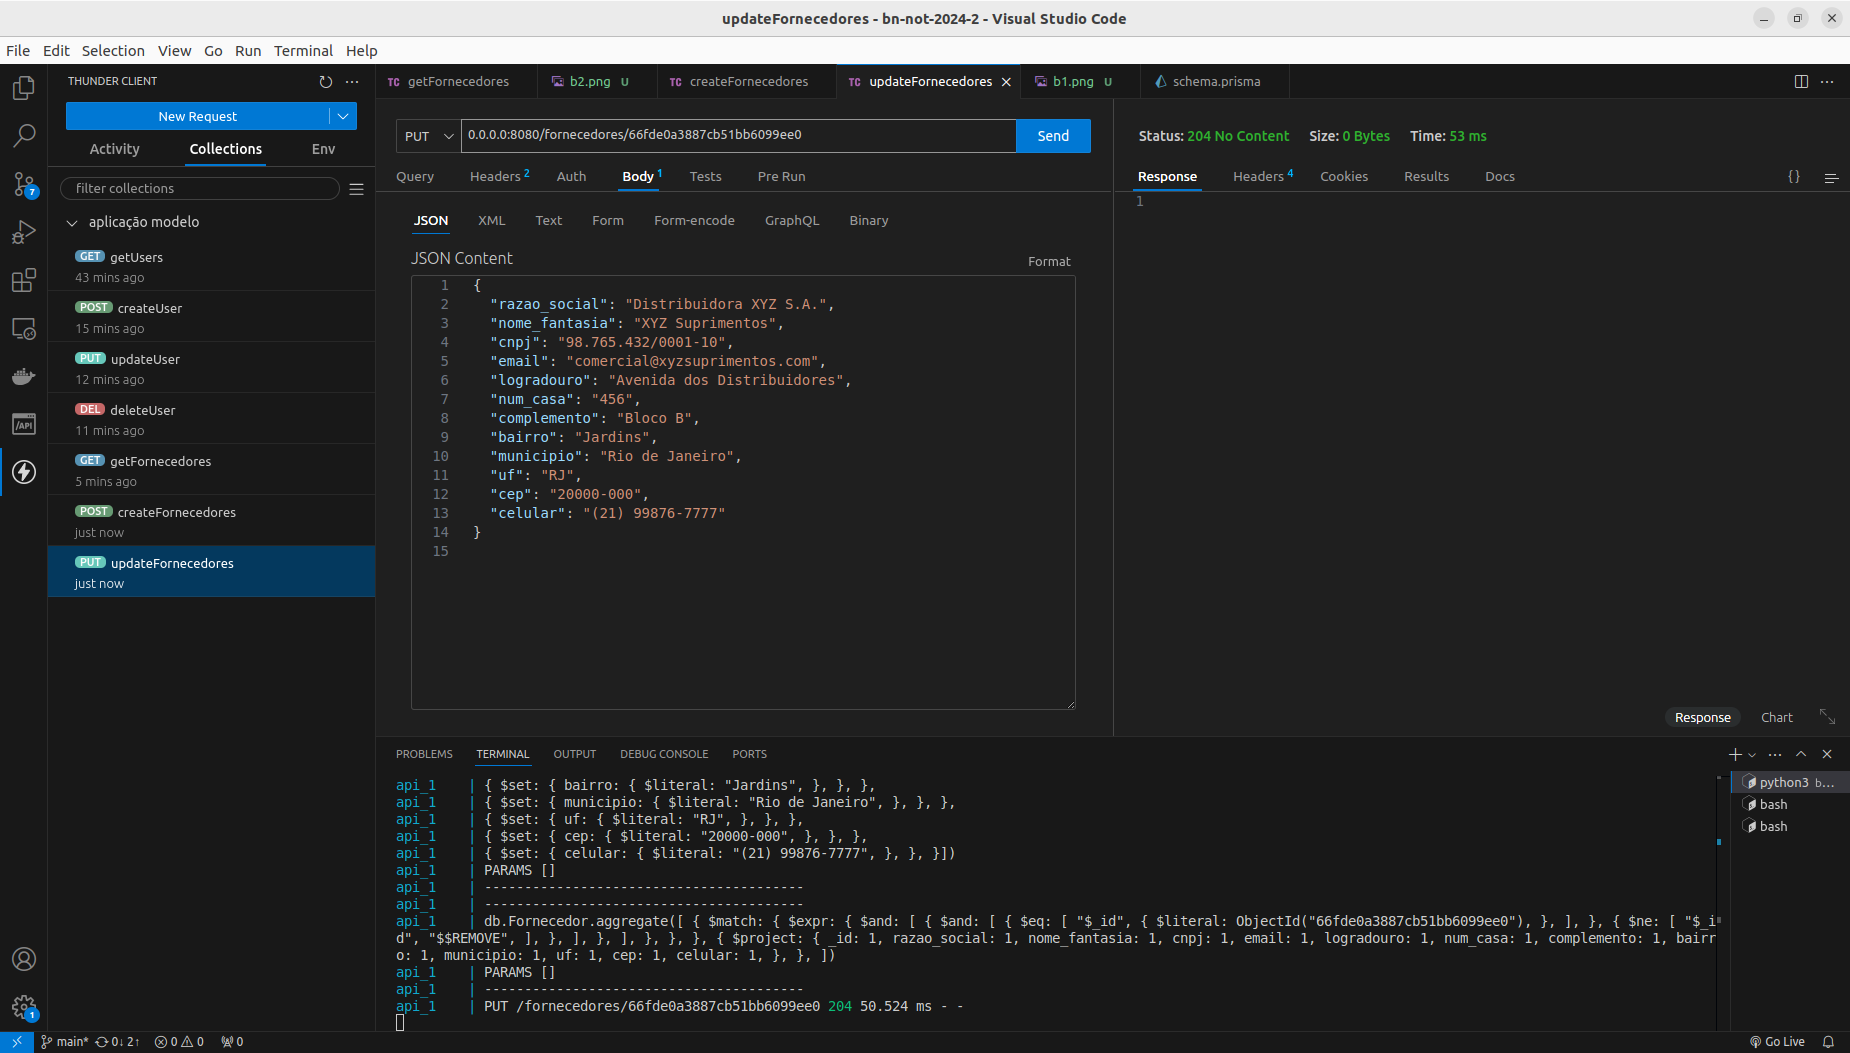 updateFornecedores - bn-not-2024-2 - Visual Studio Code
File Edit Selection View Go Run Terminal Help
THUNDER CLIENT
New Request
Activity Collections Env
filter collections
aplicação modelo
GET getUsers
43 mins ago
POST createUser
15 mins ago
PUT updateUser
12 mins ago
DEL deleteUser
11 mins ago
GET getFornecedores
5 mins ago
POST createFornecedores
just now
PUT updateFornecedores
just now
7
/API
1
TC getFornecedores b2.png U TC createFornecedores TC updateFornecedores b1.png U schema.prisma
PUT 0.0.0.0:8080/fornecedores/66fde0a3887cb51bb6099ee0 Send
Query Headers 2 Auth Body 1 Tests Pre Run
JSON XML Text Form Form-encode GraphQL Binary
JSON Content Format
1 {
2 "razao_social": "Distribuidora XYZ S.A.",
3 "nome_fantasia": "XYZ Suprimentos",
4 "cnpj": "98.765.432/0001-10",
5 "email": "comercial@xyzsuprimentos.com",
6 "logradouro": "Avenida dos Distribuidores",
7 "num_casa": "456",
8 "complemento": "Bloco B",
9 "bairro": "Jardins",
10 "municipio": "Rio de Janeiro",
11 "uf": "RJ",
12 "cep": "20000-000",
13 "celular": "(21) 99876-7777"
14 }
15
Status: 204 No Content Size: 0 Bytes Time: 53 ms
Response Headers 4 Cookies Results Docs {}
1
Response Chart
PROBLEMS TERMINAL OUTPUT DEBUG CONSOLE PORTS
api_1 | { $set: { bairro: { $literal: "Jardins", }, }, },
api_1 | { $set: { municipio: { $literal: "Rio de Janeiro", }, }, },
api_1 | { $set: { uf: { $literal: "RJ", }, }, },
api_1 | { $set: { cep: { $literal: "20000-000", }, }, },
api_1 | { $set: { celular: { $literal: "(21) 99876-7777", }, }, }])
api_1 | PARAMS []
api_1 | ----------------------------------------
api_1 | ----------------------------------------
api_1 | db.Fornecedor.aggregate([ { $match: { $expr: { $and: [ { $and: [ { $eq: [ "$_id", { $literal: ObjectId("66fde0a3887cb51bb6099ee0"), }, ], }, { $ne: [ "$_i
d", "$$REMOVE", ], }, ], }, ], }, }, }, { $project: { _id: 1, razao_social: 1, nome_fantasia: 1, cnpj: 1, email: 1, logradouro: 1, num_casa: 1, complemento: 1, bairr
o: 1, municipio: 1, uf: 1, cep: 1, celular: 1, }, }, ])
api_1 | PARAMS []
api_1 | ----------------------------------------
api_1 | PUT /fornecedores/66fde0a3887cb51bb6099ee0 204 50.524 ms - -
python3 b...
bash
bash
main* 0↓ 2↑ 0 0 0 Go Live